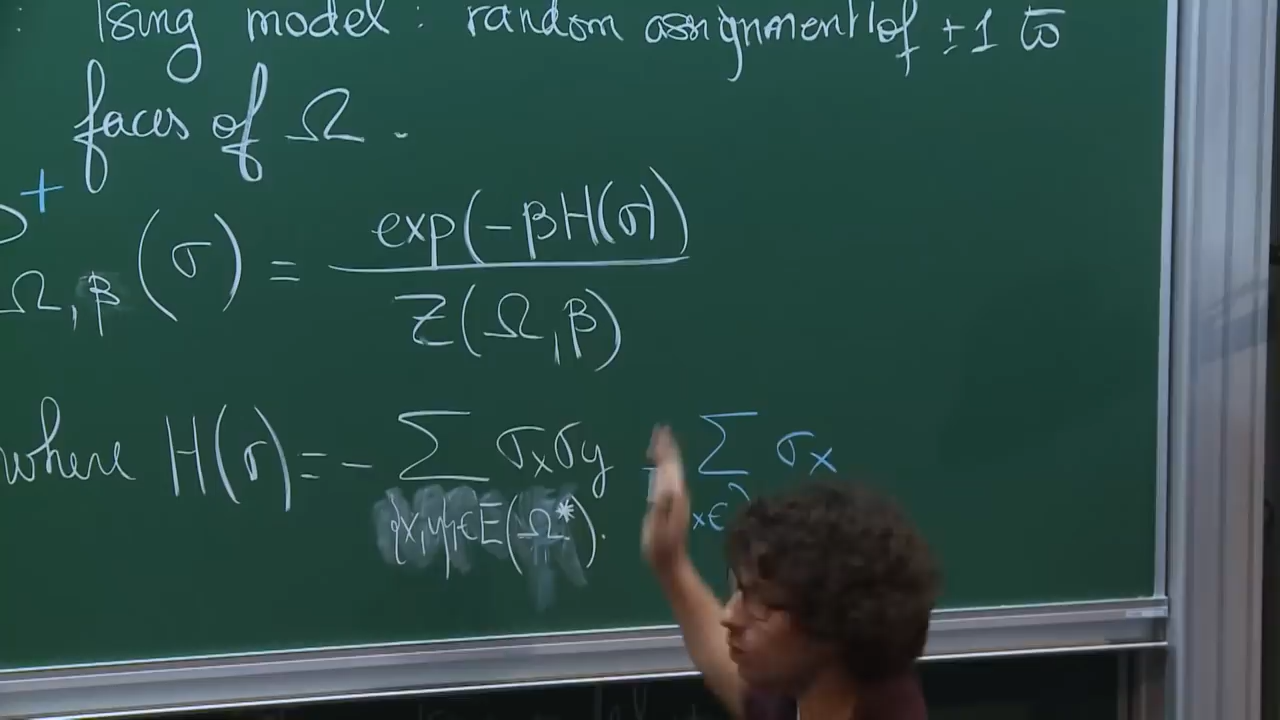 : Ising model : random assignment of ±1 to
faces of Ω .
+
Ω, β (σ) = exp(-βH(σ)) / Z(Ω,β)
where H(σ) = - ∑ σx σy ∑ σx
{x,y}∈E(Ω*). x∈